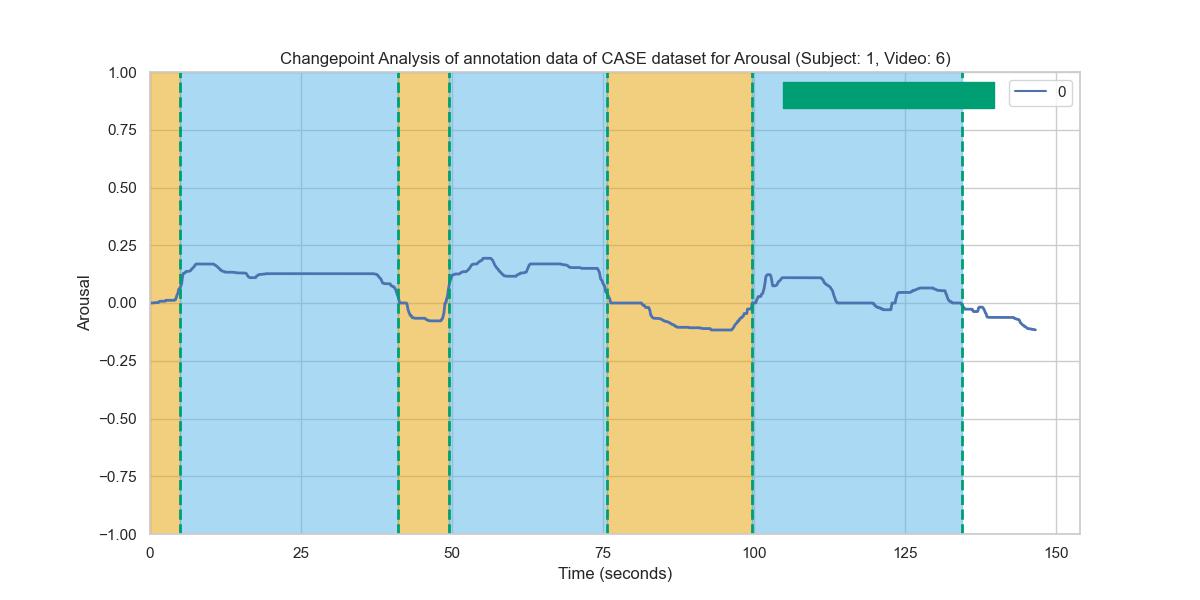 Changepoint Analysis of annotation data of CASE dataset for Arousal (Subject: 1, Video: 6)
1.00
0
0.75
0.50
0.25
0.00
−0.25
−0.50
−0.75
−1.00
Arousal
0 25 50 75 100 125 150
Time (seconds)